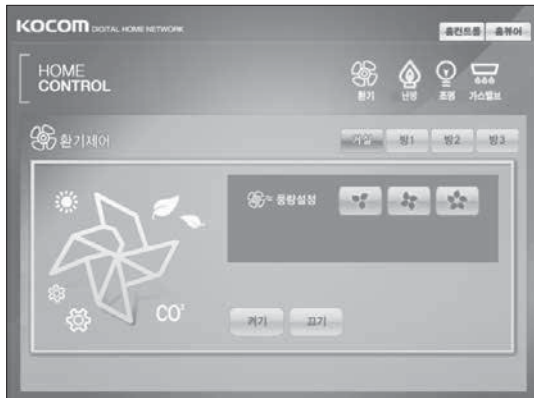 KOCOM DIGITAL HOME NETWORK
홈컨트롤 홈뷰어
HOME
CONTROL
환기 난방 조명 가스밸브
환기제어
거실 방1 방2 방3
풍량설정
CO²
켜기 끄기